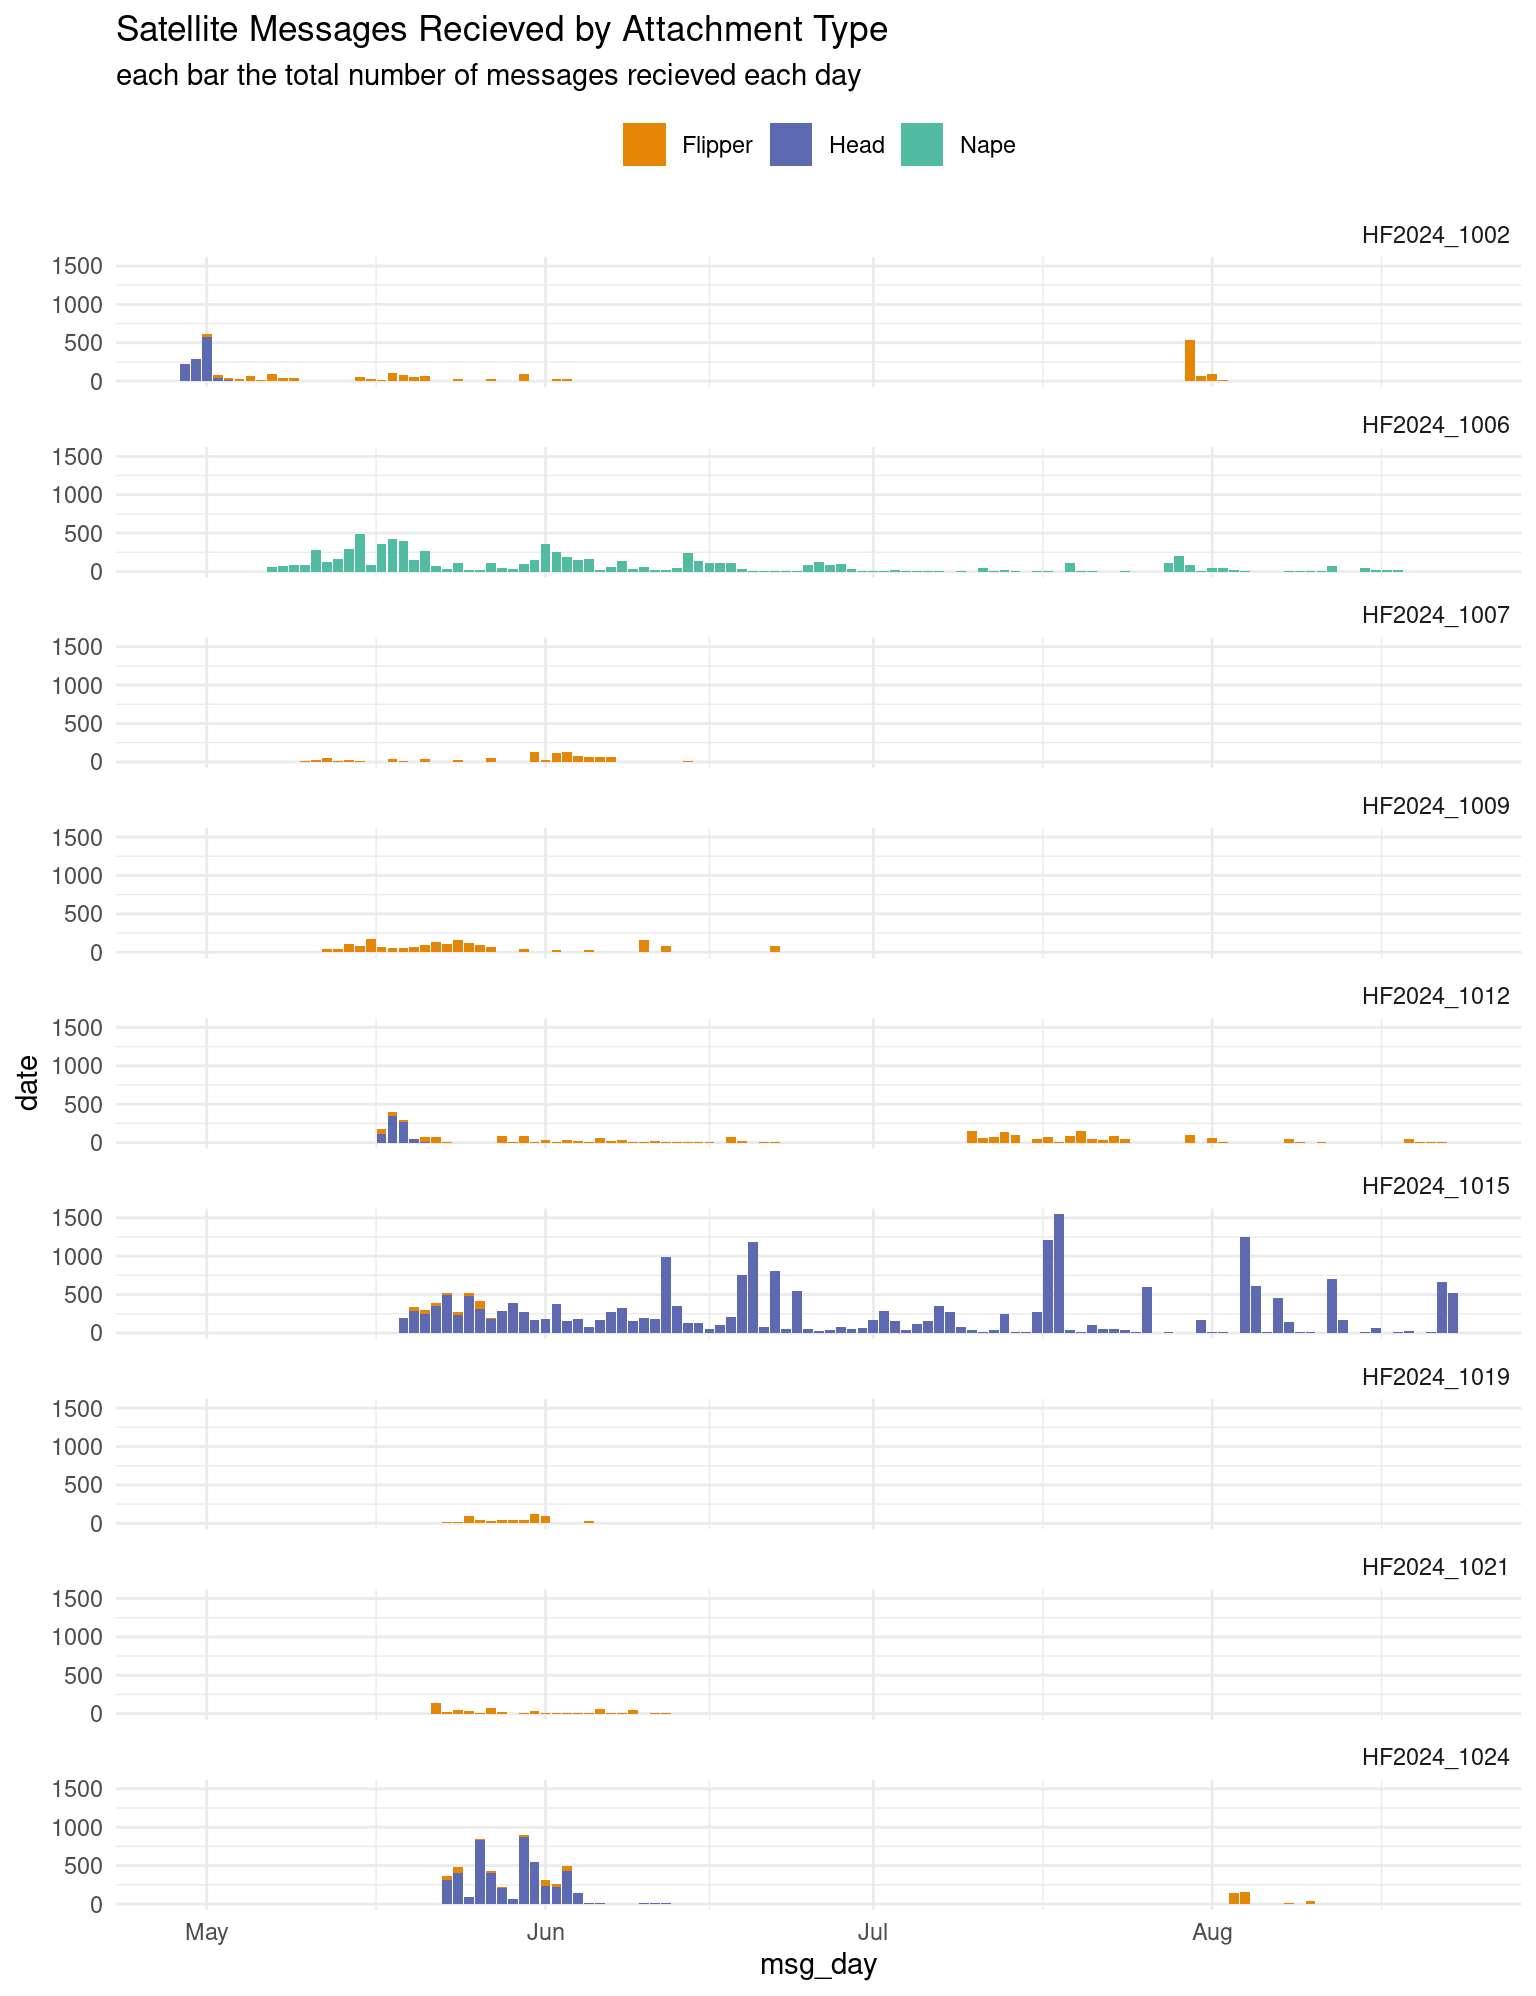 Satellite Messages Recieved by Attachment Type
each bar the total number of messages recieved each day
Flipper Head Nape
HF2024_1002
1500
1000
500
0
HF2024_1006
1500
1000
500
0
HF2024_1007
1500
1000
500
0
HF2024_1009
1500
1000
500
0
HF2024_1012
1500
1000
500
0
date
HF2024_1015
1500
1000
500
0
HF2024_1019
1500
1000
500
0
HF2024_1021
1500
1000
500
0
HF2024_1024
1500
1000
500
0
May Jun Jul Aug
msg_day